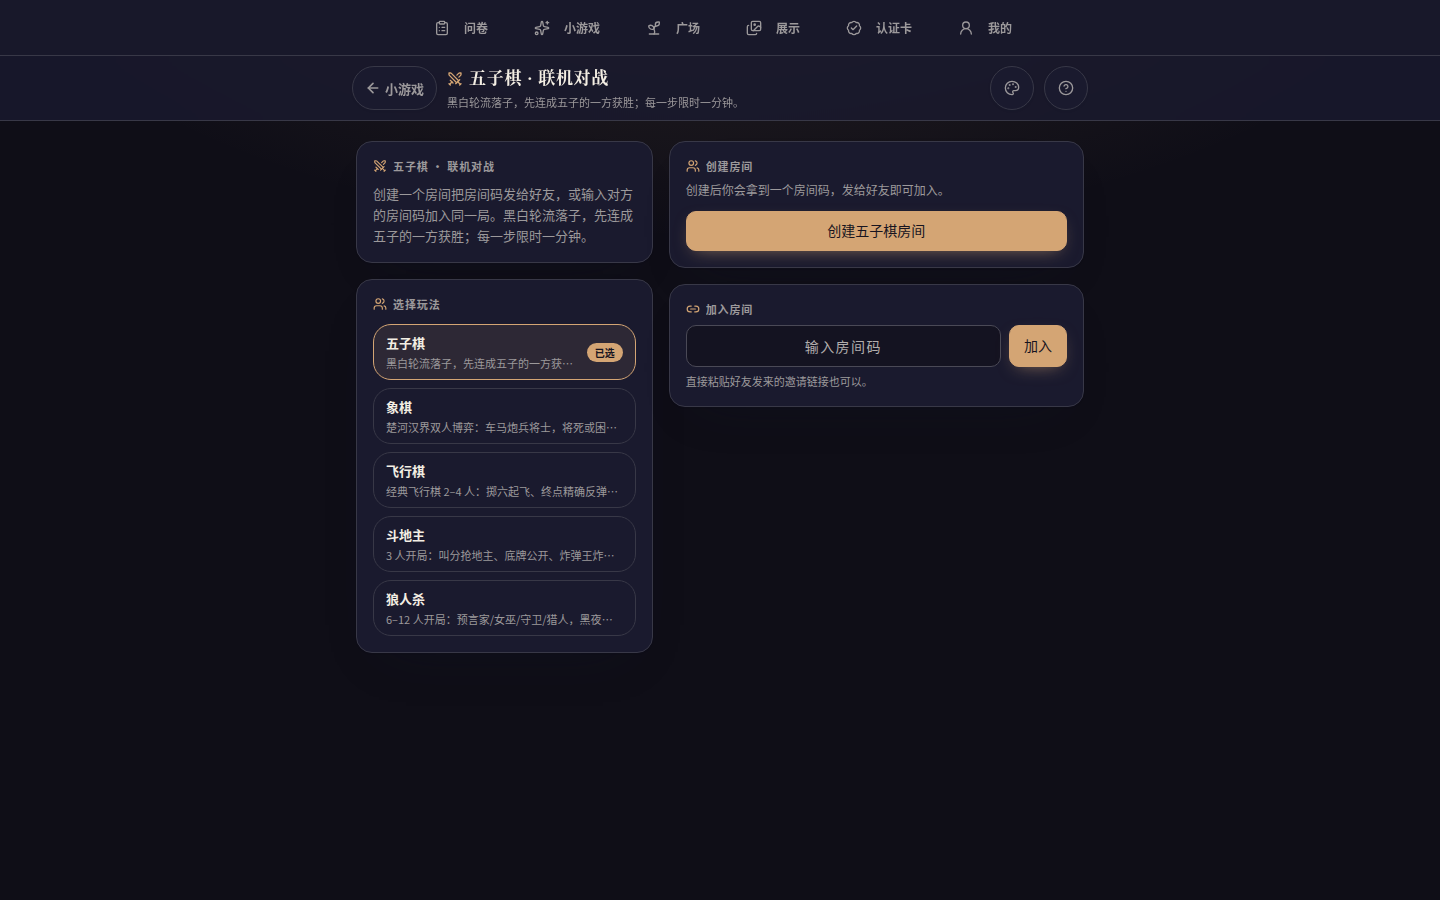 问卷
小游戏
广场
展示
认证卡
我的
小游戏
五子棋 · 联机对战
黑白轮流落子，先连成五子的一方获胜；每一步限时一分钟。
五子棋 · 联机对战
创建一个房间把房间码发给好友，或输入对方
的房间码加入同一局。黑白轮流落子，先连成
五子的一方获胜；每一步限时一分钟。
选择玩法
五子棋
黑白轮流落子，先连成五子的一方获…
已选
象棋
楚河汉界双人博弈：车马炮兵将士，将死或困…
飞行棋
经典飞行棋 2–4 人：掷六起飞、终点精确反弹…
斗地主
3 人开局：叫分抢地主、底牌公开、炸弹王炸…
狼人杀
6–12 人开局：预言家/女巫/守卫/猎人，黑夜…
创建房间
创建后你会拿到一个房间码，发给好友即可加入。
创建五子棋房间
加入房间
输入房间码
加入
直接粘贴好友发来的邀请链接也可以。